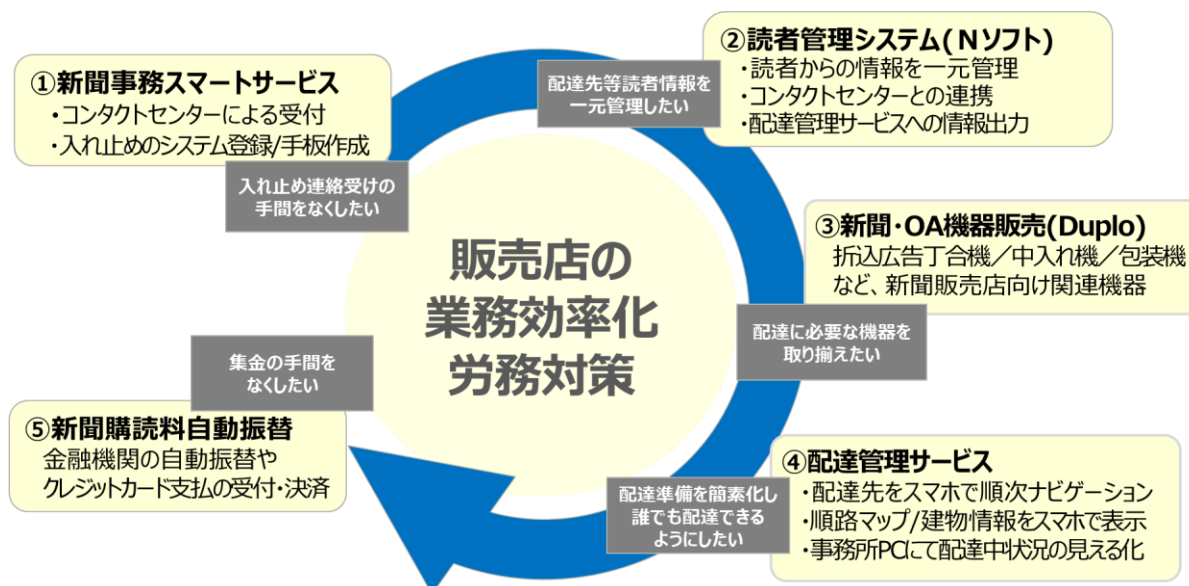 ①新聞事務スマートサービス
・コンタクトセンターによる受付
・入れ止めのシステム登録/手板作成
入れ止め連絡受けの
手間をなくしたい
配達先等読者情報を
一元管理したい
②読者管理システム(Nソフト)
・読者からの情報を一元管理
・コンタクトセンターとの連携
・配達管理サービスへの情報出力
③新聞・OA機器販売(Duplo)
折込広告丁合機／中入れ機／包装機
など、新聞販売店向け関連機器
配達に必要な機器を
取り揃えたい
販売店の
業務効率化
労務対策
④配達管理サービス
・配達先をスマホで順次ナビゲーション
・順路マップ/建物情報をスマホで表示
・事務所PCにて配達中状況の見える化
配達準備を簡素化し
誰でも配達できる
ようにしたい
集金の手間を
なくしたい
⑤新聞購読料自動振替
金融機関の自動振替や
クレジットカード支払の受付・決済